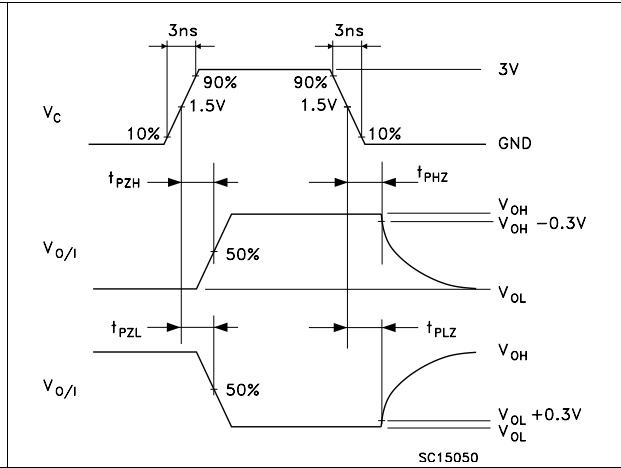 3ns 3ns
90% 90% 3V
V_C 1.5V 1.5V
10% 10% GND
t_PZH t_PHZ
V_OH
V_OH −0.3V
V_O/I 50%
V_OL
t_PZL t_PLZ
V_OH
V_O/I 50%
V_OL +0.3V
V_OL
SC15050